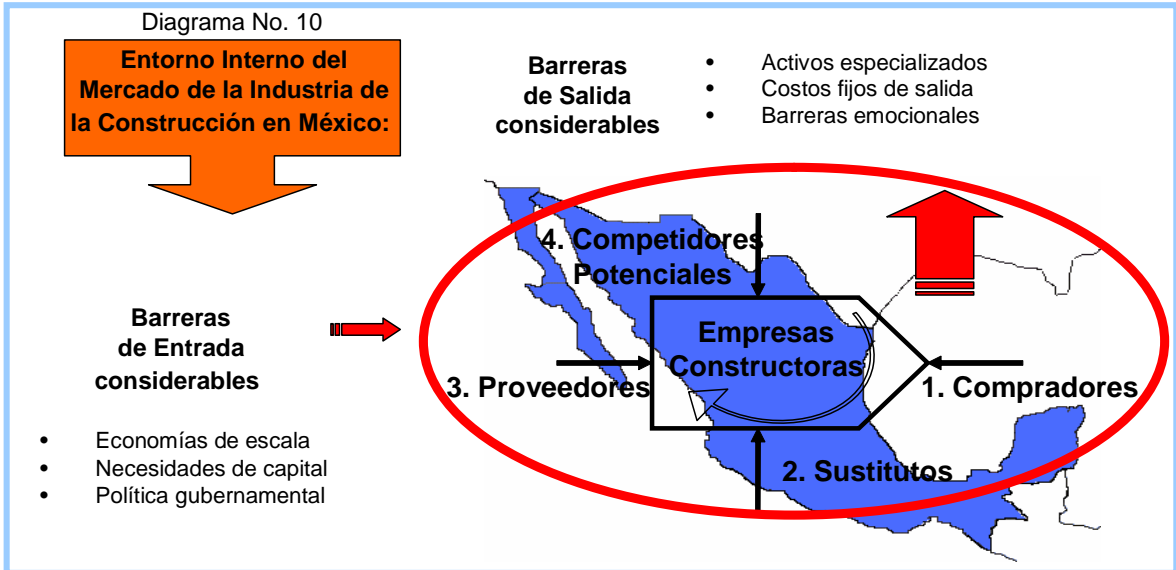 Diagrama No. 10
Entorno Interno del
Mercado de la Industria de
la Construcción en México:
Barreras
de Salida
considerables
• Activos especializados
• Costos fijos de salida
• Barreras emocionales
4. Competidores
Potenciales
Barreras
de Entrada
considerables
Empresas
Constructoras
3. Proveedores
1. Compradores
• Economías de escala
• Necesidades de capital
• Política gubernamental
2. Sustitutos